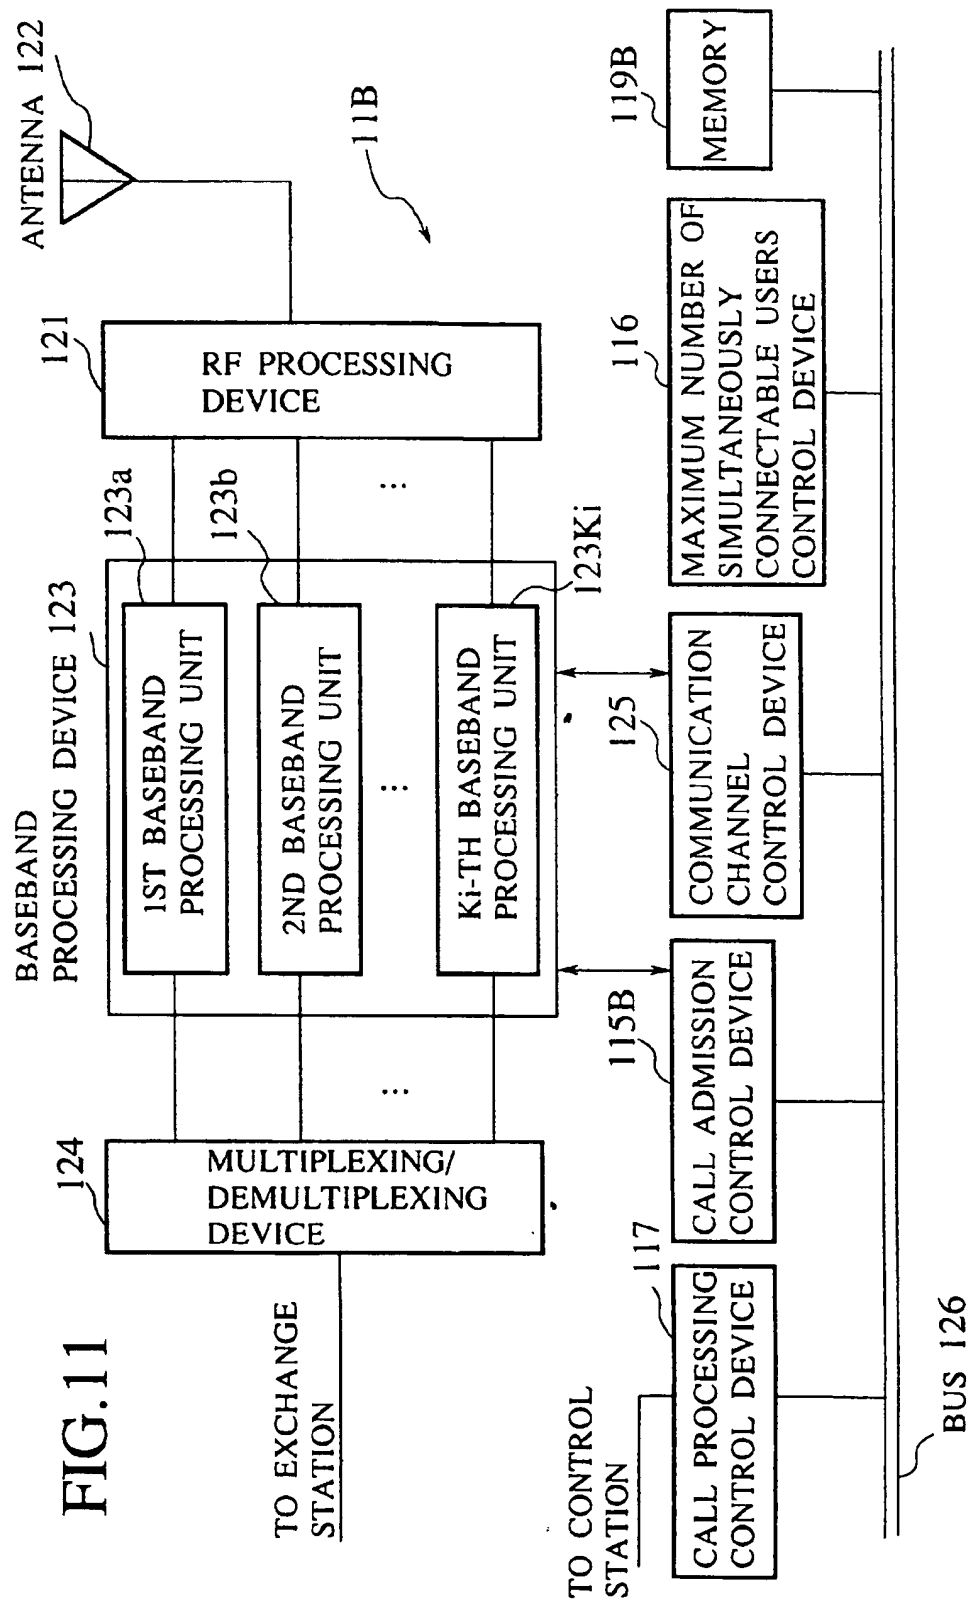 FIG.11
ANTENNA 122
11B
121
RF PROCESSING
DEVICE
BASEBAND
PROCESSING DEVICE 123
123a
1ST BASEBAND
PROCESSING UNIT
123b
2ND BASEBAND
PROCESSING UNIT
...
...
...
123Ki
Ki-TH BASEBAND
PROCESSING UNIT
124
MULTIPLEXING/
DEMULTIPLEXING
DEVICE
TO EXCHANGE
STATION
TO CONTROL
STATION
117
CALL PROCESSING
CONTROL DEVICE
115B
CALL ADMISSION
CONTROL DEVICE
125
COMMUNICATION
CHANNEL
CONTROL DEVICE
116
MAXIMUM NUMBER OF
SIMULTANEOUSLY
CONNECTABLE USERS
CONTROL DEVICE
119B
MEMORY
BUS 126